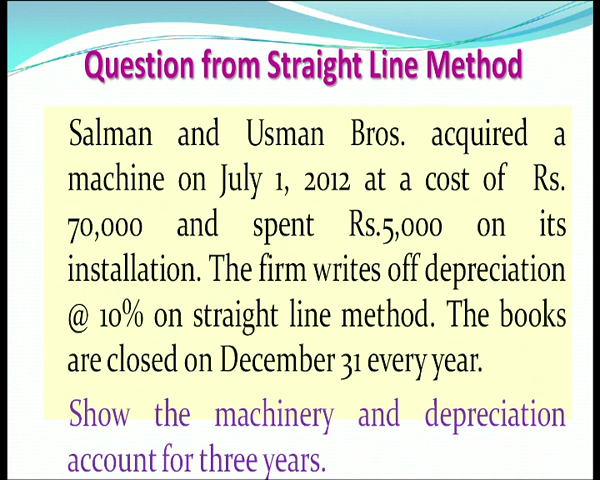 Question from Straight Line Method
Salman and Usman Bros. acquired a
machine on July 1, 2012 at a cost of Rs.
70,000 and spent Rs.5,000 on its
installation. The firm writes off depreciation
@ 10% on straight line method. The books
are closed on December 31 every year.
Show the machinery and depreciation
account for three years.